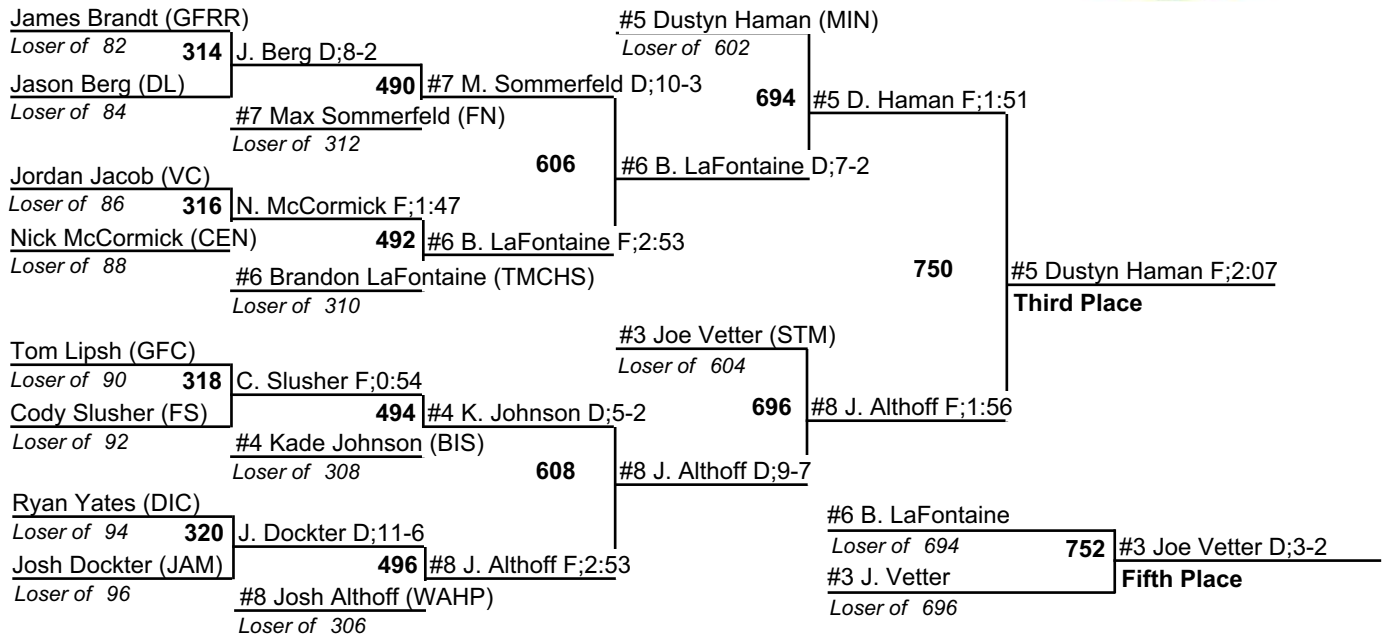 James Brandt (GFRR)
Loser of 82
314
J. Berg D;8-2
Jason Berg (DL)
Loser of 84
490
#7 M. Sommerfeld D;10-3
#7 Max Sommerfeld (FN)
Loser of 312
606
Jordan Jacob (VC)
Loser of 86
316
N. McCormick F;1:47
Nick McCormick (CEN)
Loser of 88
492
#6 B. LaFontaine F;2:53
#6 Brandon LaFontaine (TMCHS)
Loser of 310
#5 Dustyn Haman (MIN)
Loser of 602
694
#5 D. Haman F;1:51
#6 B. LaFontaine D;7-2
750
#5 Dustyn Haman F;2:07
Third Place
Tom Lipsh (GFC)
Loser of 90
318
C. Slusher F;0:54
Cody Slusher (FS)
Loser of 92
494
#4 K. Johnson D;5-2
#4 Kade Johnson (BIS)
Loser of 308
608
Ryan Yates (DIC)
Loser of 94
320
J. Dockter D;11-6
Josh Dockter (JAM)
Loser of 96
496
#8 J. Althoff F;2:53
#8 Josh Althoff (WAHP)
Loser of 306
#3 Joe Vetter (STM)
Loser of 604
696
#8 J. Althoff F;1:56
#8 J. Althoff D;9-7
#6 B. LaFontaine
Loser of 694
752
#3 Joe Vetter D;3-2
#3 J. Vetter
Fifth Place
Loser of 696